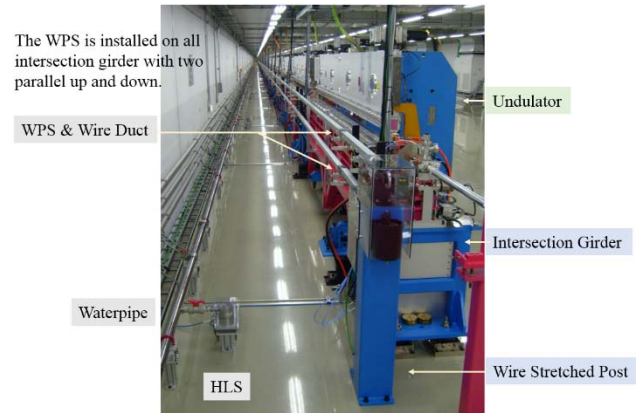 The WPS is installed on all
intersection girder with two
parallel up and down.
WPS & Wire Duct
Undulator
Intersection Girder
Waterpipe
Wire Stretched Post
HLS